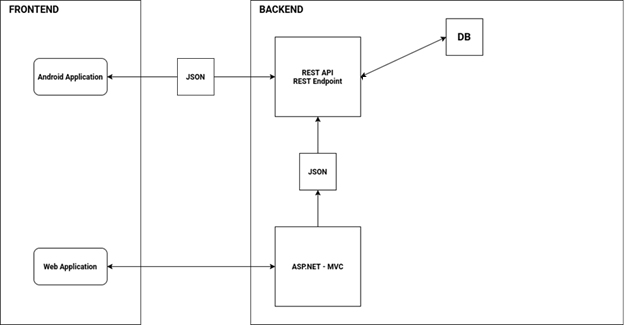 FRONTEND
BACKEND
DB
Android Application
JSON
REST API
REST Endpoint
JSON
Web Application
ASP.NET - MVC